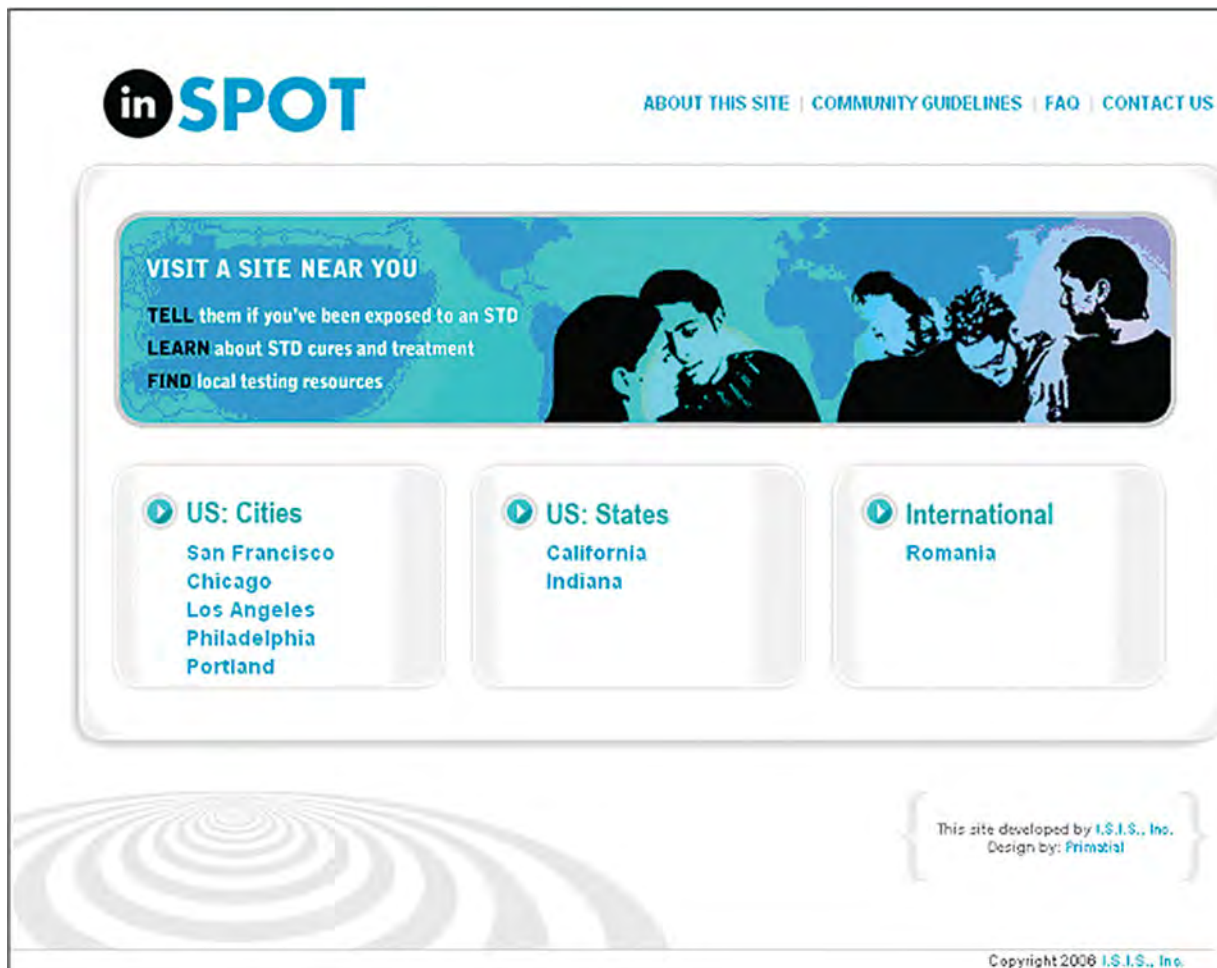 in SPOT
ABOUT THIS SITE | COMMUNITY GUIDELINES | FAQ | CONTACT US
VISIT A SITE NEAR YOU
TELL them if you've been exposed to an STD
LEARN about STD cures and treatment
FIND local testing resources
US: Cities
San Francisco
Chicago
Los Angeles
Philadelphia
Portland
US: States
California
Indiana
International
Romania
This site developed by I.S.I.S., Inc.
Design by: Primatial
Copyright 2006 I.S.I.S., Inc.